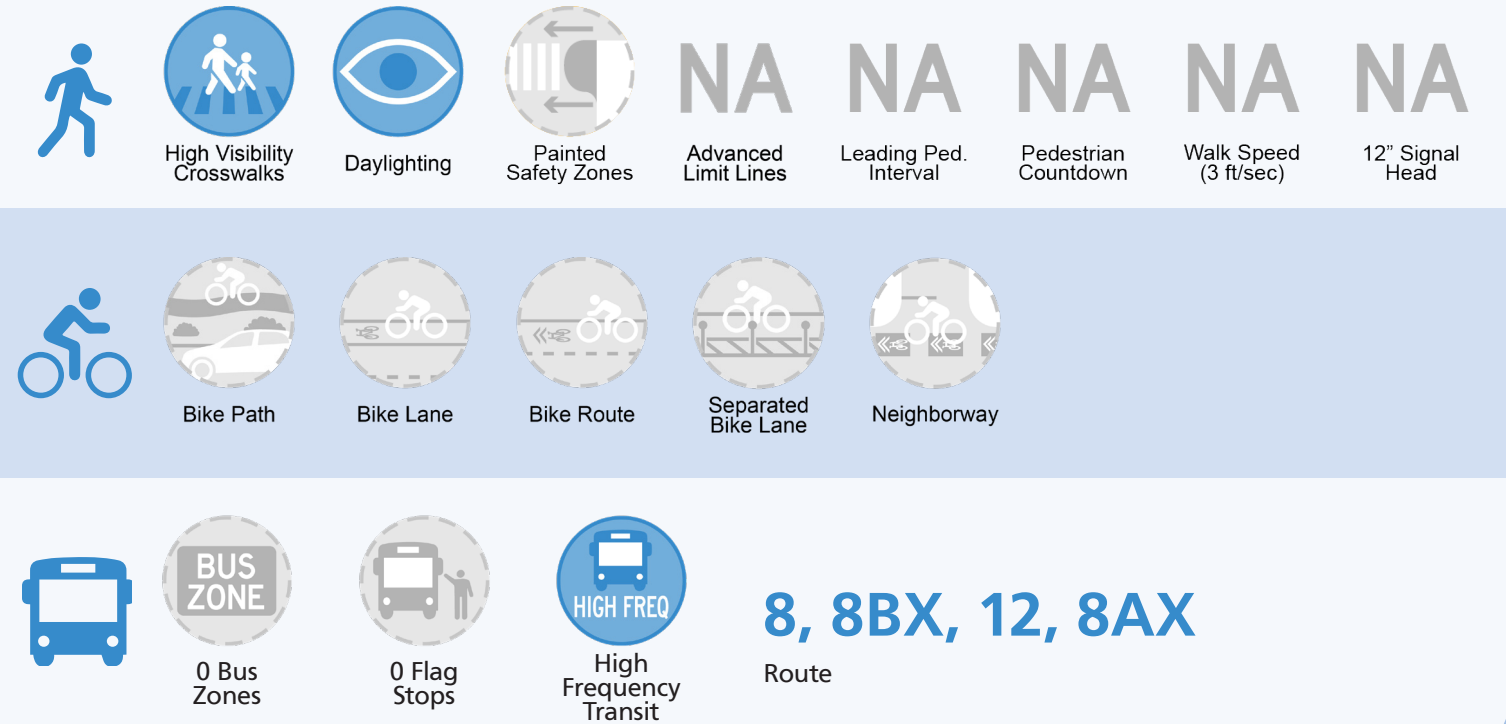 NA NA NA NA NA
High Visibility
Crosswalks
Daylighting
Painted
Safety Zones
Advanced
Limit Lines
Leading Ped.
Interval
Pedestrian
Countdown
Walk Speed
(3 ft/sec)
12” Signal
Head
Bike Path
Bike Lane
Bike Route
Separated
Bike Lane
Neighborway
BUS
ZONE
0 Bus
Zones
0 Flag
Stops
HIGH FREQ
High
Frequency
Transit
8, 8BX, 12, 8AX
Route